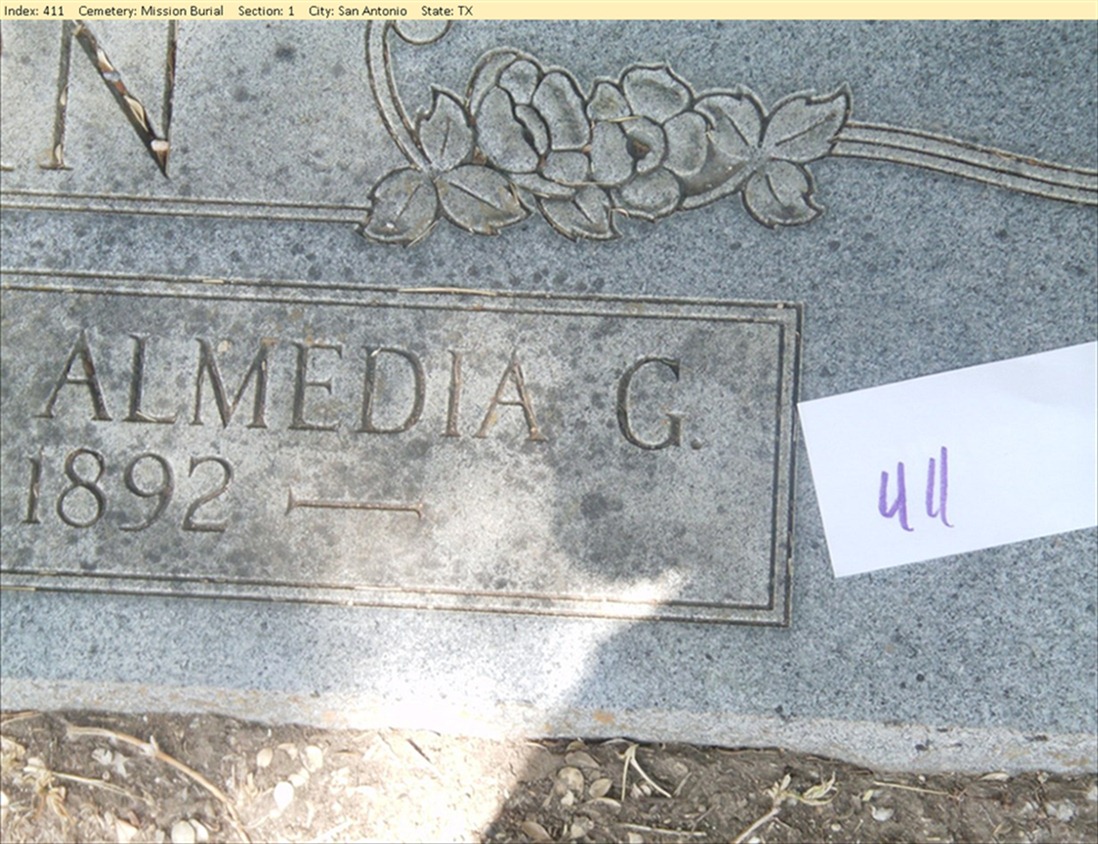 Index: 411 Cemetery: Mission Burial Section: 1 City: San Antonio State: TX
N
ALMEDIA G.
1892 —
411